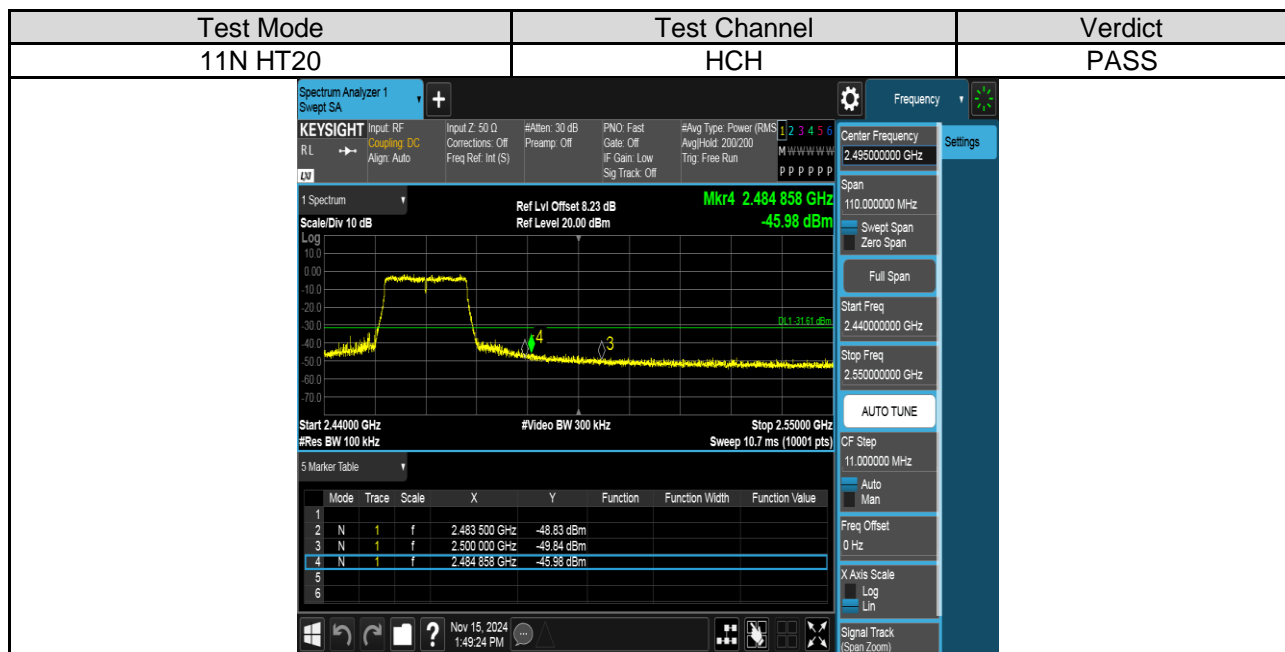 Test Mode Test Channel Verdict
11N HT20 HCH PASS
Spectrum Analyzer 1
Swept SA
+
Frequency
KEYSIGHT Input: RF Input Z: 50 Ω #Atten: 30 dB PNO: Fast #Avg Type: Power (RMS 1 2 3 4 5 6
RL Coupling: DC Corrections: Off Preamp: Off Gate: Off Avg|Hold: 200/200 M W W W W W
Align: Auto Freq Ref: Int (S) IF Gain: Low Trig: Free Run
LXI Sig Track: Off P P P P P P
Center Frequency
2.495000000 GHz
Settings
1 Spectrum
Ref Lvl Offset 8.23 dB
Mkr4 2.484 858 GHz
Scale/Div 10 dB Ref Level 20.00 dBm -45.98 dBm
Log
10.0
0.00
-10.0
-20.0
-30.0
-40.0
-50.0
-60.0
-70.0
DL1 -31.61 dBm
4
3
Start 2.44000 GHz #Video BW 300 kHz Stop 2.55000 GHz
#Res BW 100 kHz Sweep 10.7 ms (10001 pts)
5 Marker Table
Mode Trace Scale X Y Function Function Width Function Value
1
2 N 1 f 2.483 500 GHz -48.83 dBm
3 N 1 f 2.500 000 GHz -49.84 dBm
4 N 1 f 2.484 858 GHz -45.98 dBm
5
6
Span
110.000000 MHz
Swept Span
Zero Span
Full Span
Start Freq
2.440000000 GHz
Stop Freq
2.550000000 GHz
AUTO TUNE
CF Step
11.000000 MHz
Auto
Man
Freq Offset
0 Hz
X Axis Scale
Log
Lin
Signal Track
(Span Zoom)
? Nov 15, 2024
1:49:24 PM